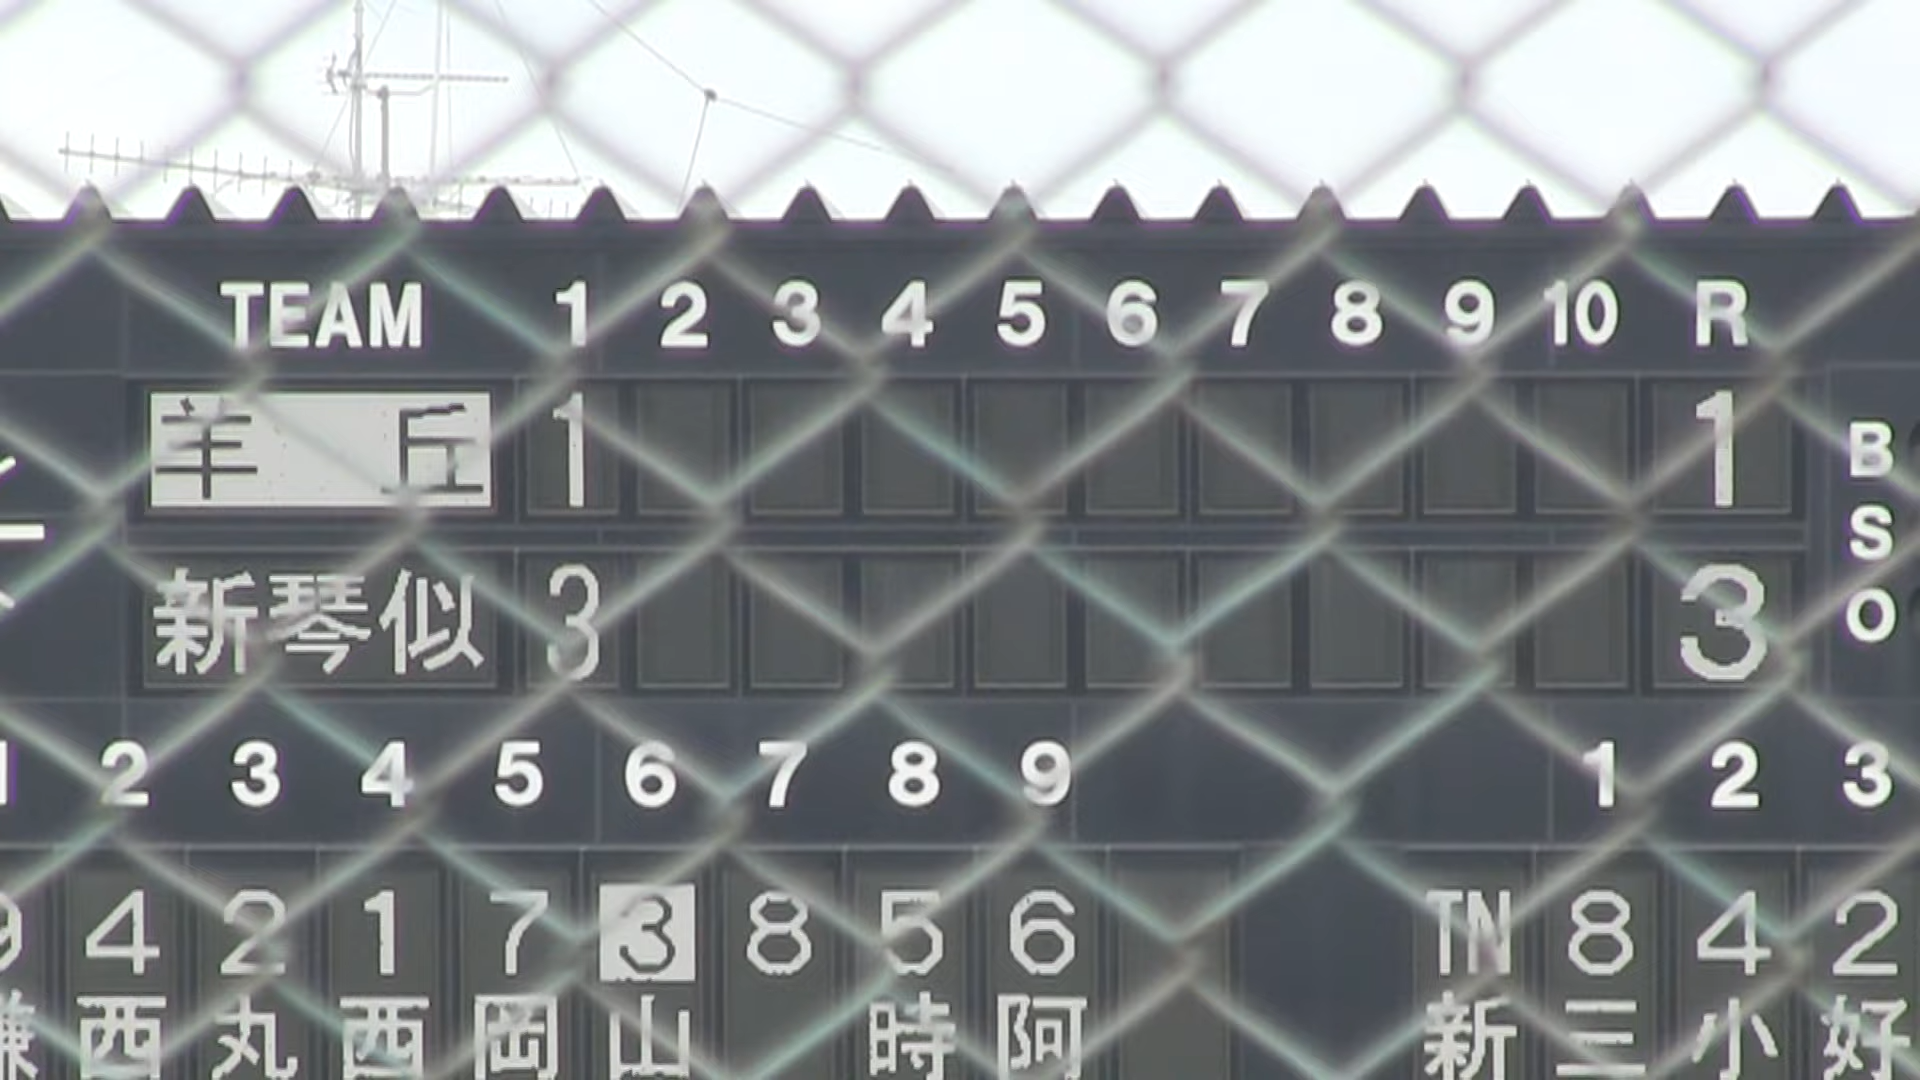 TEAM 1 2 3 4 5 6 7 8 9 10 R
羊丘 1 1
B
S
新琴似 3 3
O
1 2 3 4 5 6 7 8 9 1 2 3
9 4 2 1 7 3 8 5 6 TN 8 4 2
西 丸 西 岡 山 時 阿 新 三 小 好